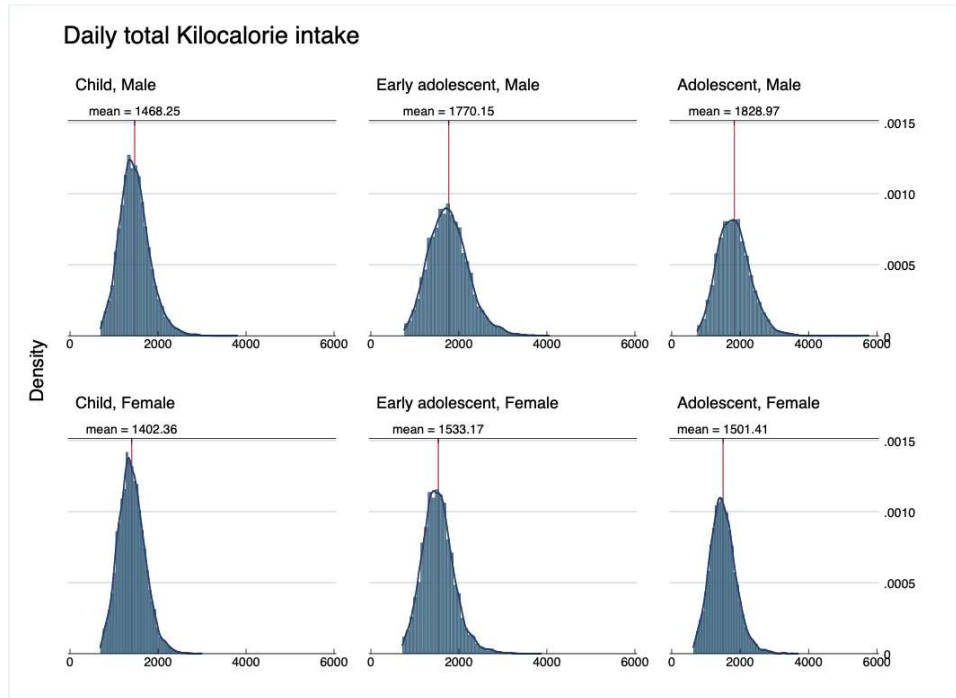 Daily total Kilocalorie intake
Child, Male
mean = 1468.25
Early adolescent, Male
mean = 1770.15
Adolescent, Male
mean = 1828.97
.0015
.0010
.0005
0
0 2000 4000 6000
0 2000 4000 6000
0 2000 4000 6000
Density
Child, Female
mean = 1402.36
Early adolescent, Female
mean = 1533.17
Adolescent, Female
mean = 1501.41
.0015
.0010
.0005
0
0 2000 4000 6000
0 2000 4000 6000
0 2000 4000 6000